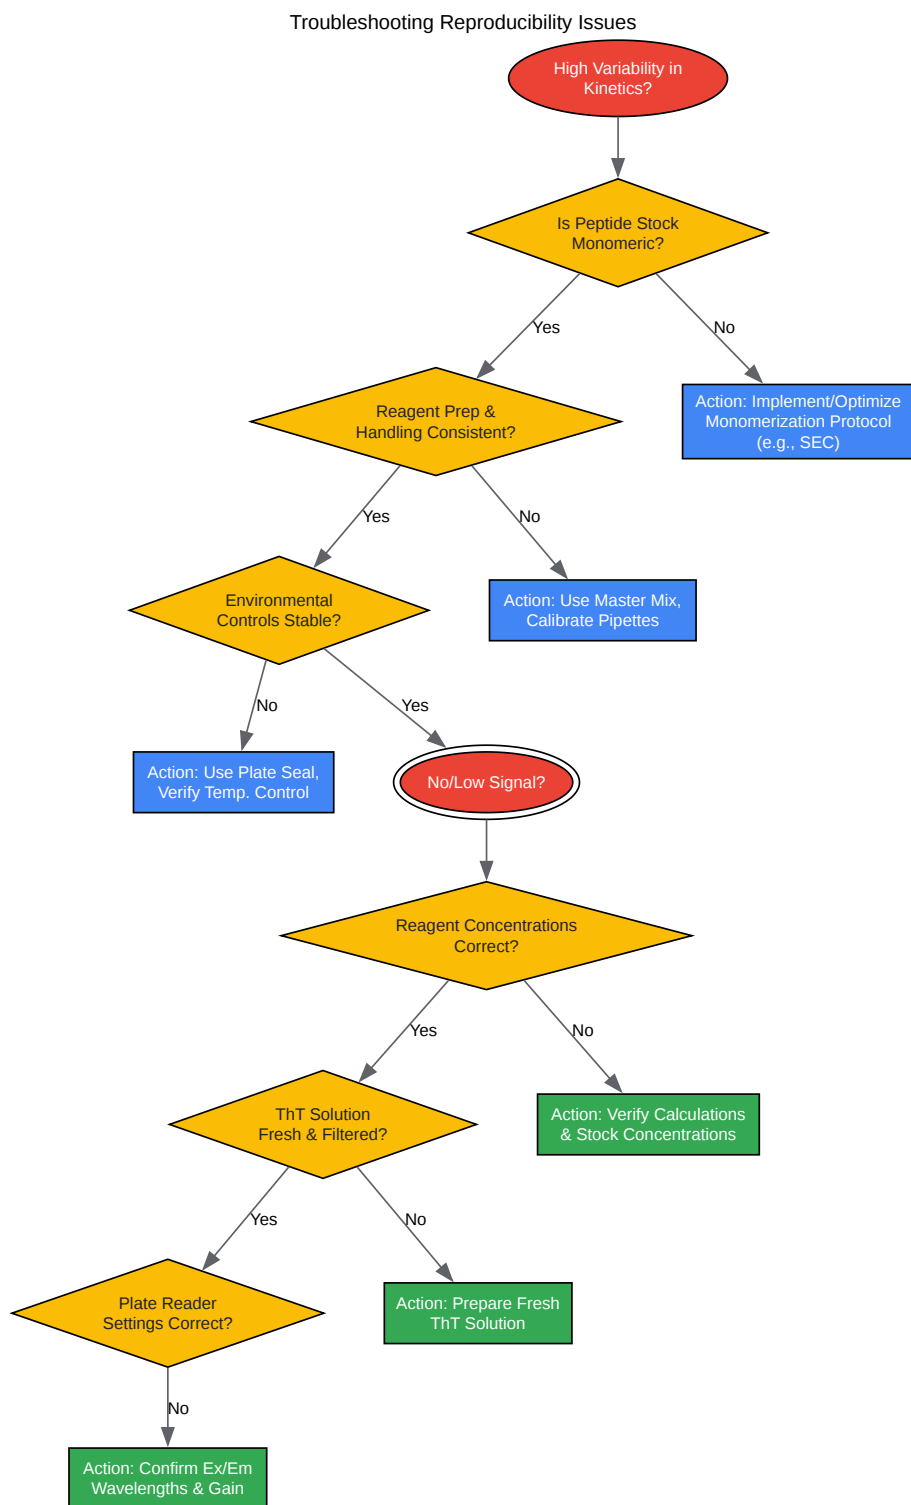 Troubleshooting Reproducibility Issues
High Variability in
Kinetics?
Is Peptide Stock
Monomeric?
Yes
No
Reagent Prep &
Handling Consistent?
Action: Implement/Optimize
Monomerization Protocol
(e.g., SEC)
Yes
No
Environmental
Controls Stable?
Action: Use Master Mix,
Calibrate Pipettes
No
Yes
Action: Use Plate Seal,
Verify Temp. Control
No/Low Signal?
Reagent Concentrations
Correct?
Yes
No
ThT Solution
Fresh & Filtered?
Action: Verify Calculations
& Stock Concentrations
Yes
No
Plate Reader
Settings Correct?
Action: Prepare Fresh
ThT Solution
No
Action: Confirm Ex/Em
Wavelengths & Gain